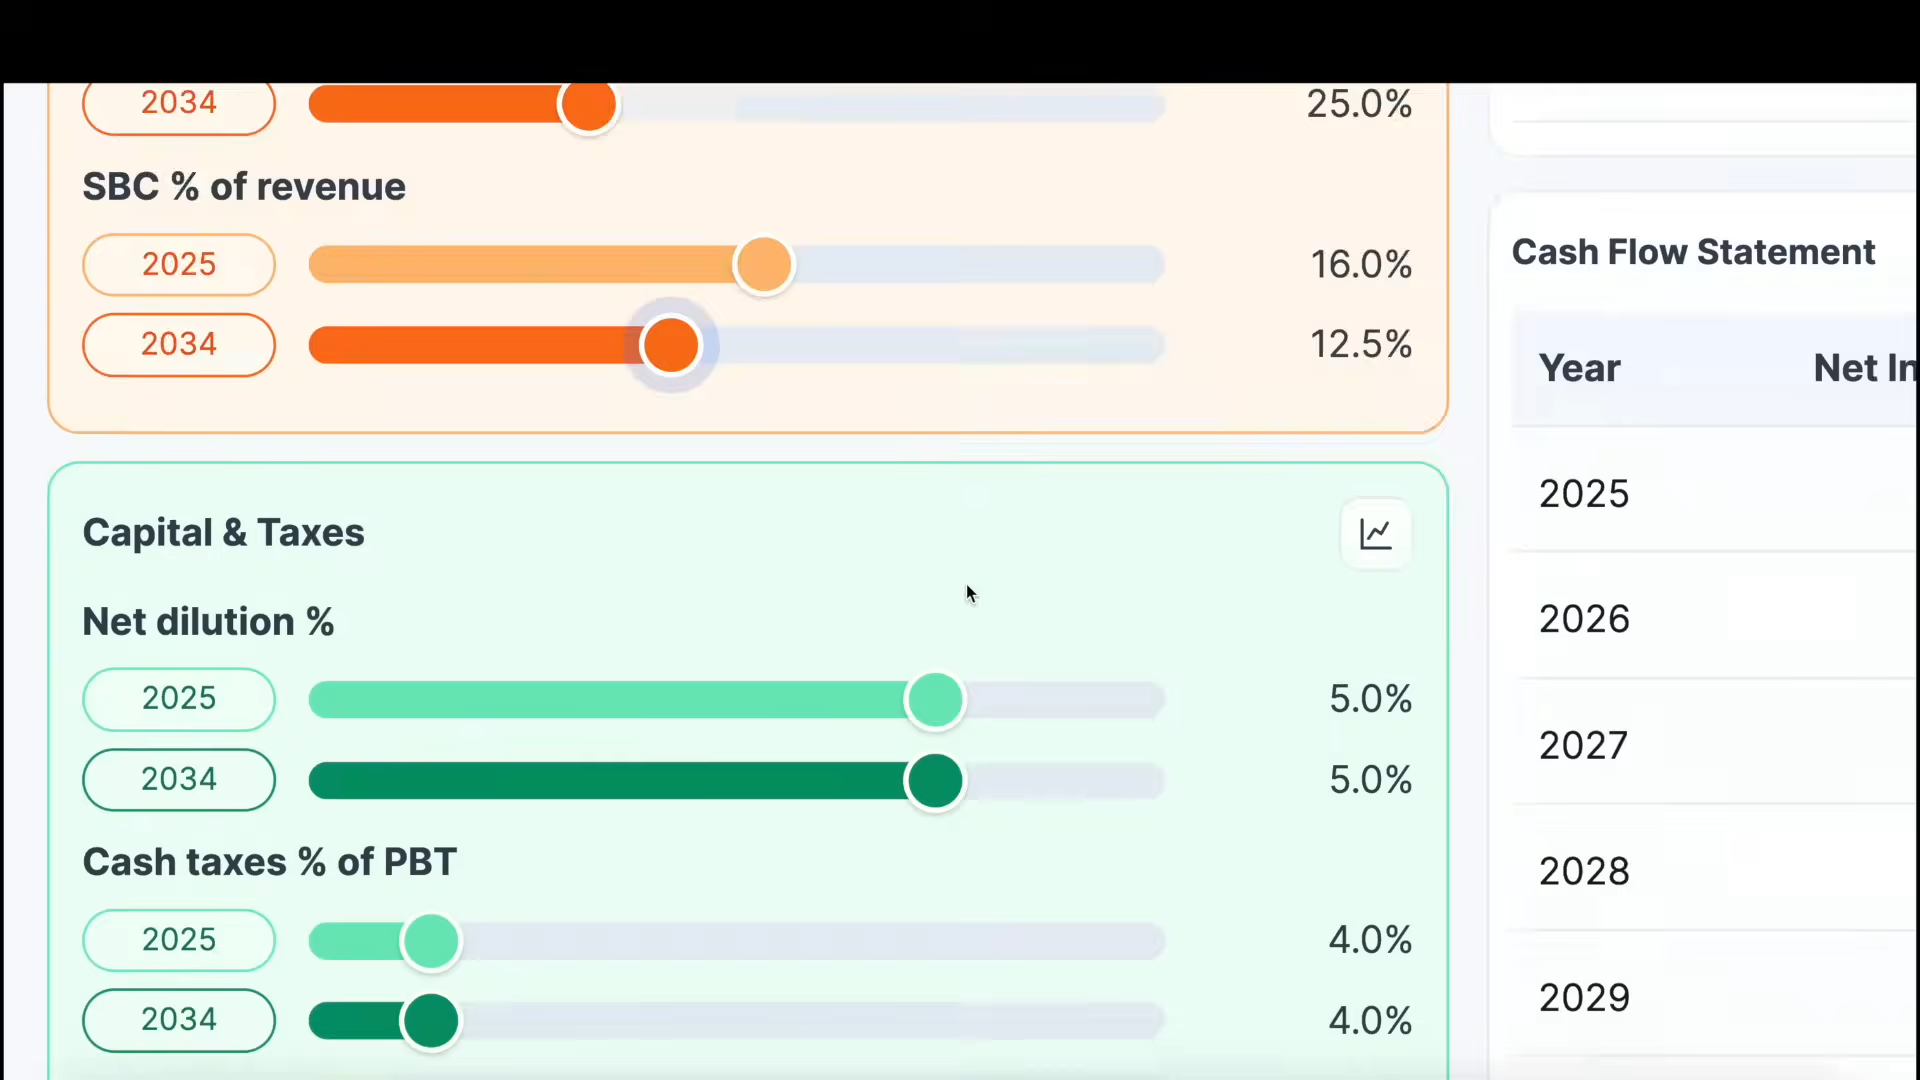 2034 25.0%
SBC % of revenue
2025 16.0%
2034 12.5%
Capital & Taxes
Net dilution %
2025 5.0%
2034 5.0%
Cash taxes % of PBT
2025 4.0%
2034 4.0%
Cash Flow Statement
Year Net In
2025
2026
2027
2028
2029